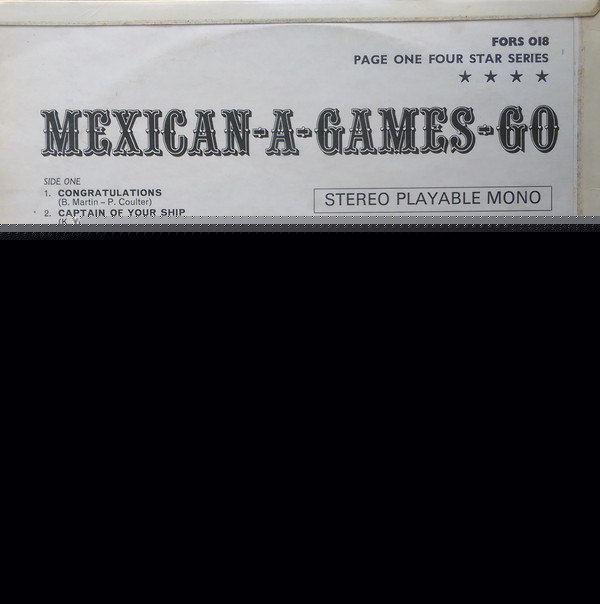 FORS 018
PAGE ONE FOUR STAR SERIES
★ ★ ★ ★
MEXICAN-A-GAMES-GO
SIDE ONE
1. CONGRATULATIONS
(B. Martin – P. Coulter)
STEREO PLAYABLE MONO
2. CAPTAIN OF YOUR SHIP